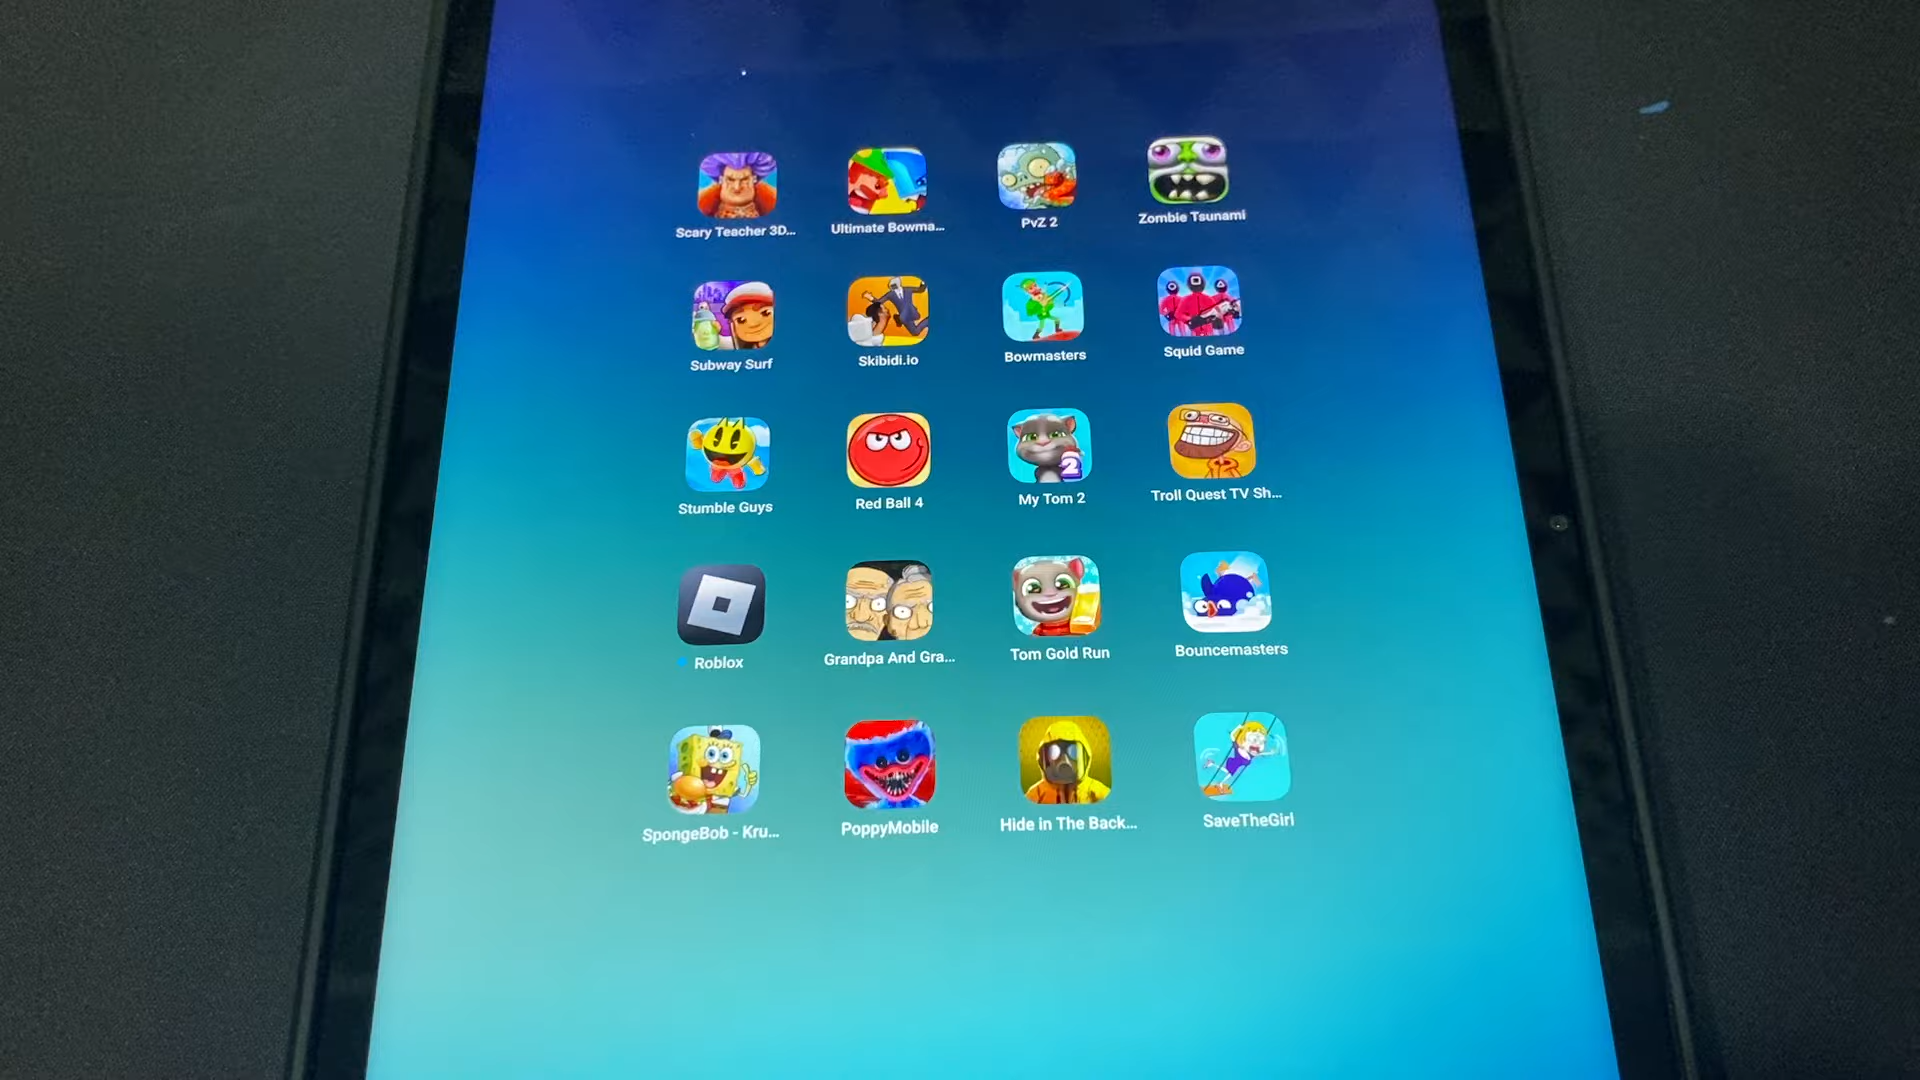 Scary Teacher 3D...
Ultimate Bowma...
PvZ 2
Zombie Tsunami
Subway Surf
Skibidi.io
Bowmasters
Squid Game
2
Stumble Guys
Red Ball 4
My Tom 2
Troll Quest TV Sh...
Roblox
Grandpa And Gra...
Tom Gold Run
Bouncemasters
SpongeBob - Kru...
PoppyMobile
Hide in The Back...
SaveTheGirl